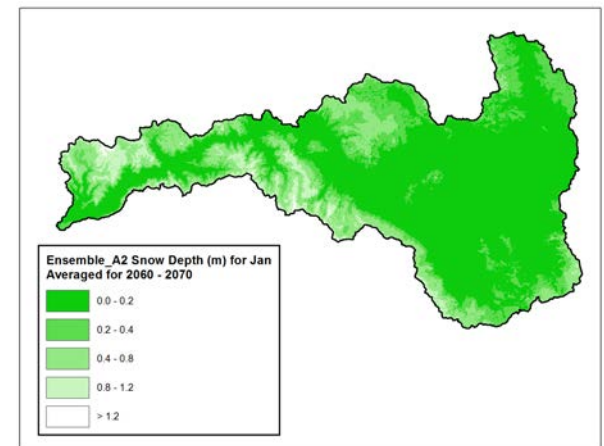 Ensemble_A2 Snow Depth (m) for Jan
Averaged for 2060 - 2070
0.0 - 0.2
0.2 - 0.4
0.4 - 0.8
0.8 - 1.2
> 1.2